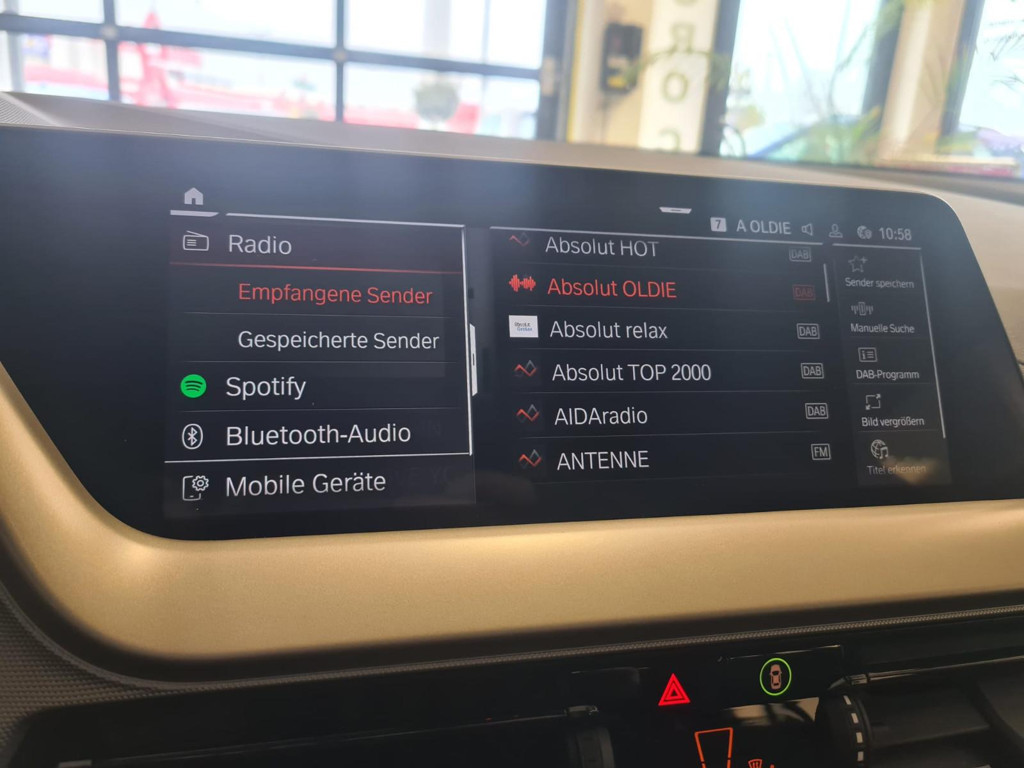 7 A OLDIE 10:58
Radio
Empfangene Sender
Gespeicherte Sender
Spotify
Bluetooth-Audio
Mobile Geräte
Absolut HOT DAB
Absolut OLDIE DAB
Absolut relax DAB
Absolut TOP 2000 DAB
AIDAradio DAB
ANTENNE FM
Sender speichern
Manuelle Suche
DAB-Programm
Bild vergrößern
Titel erkennen